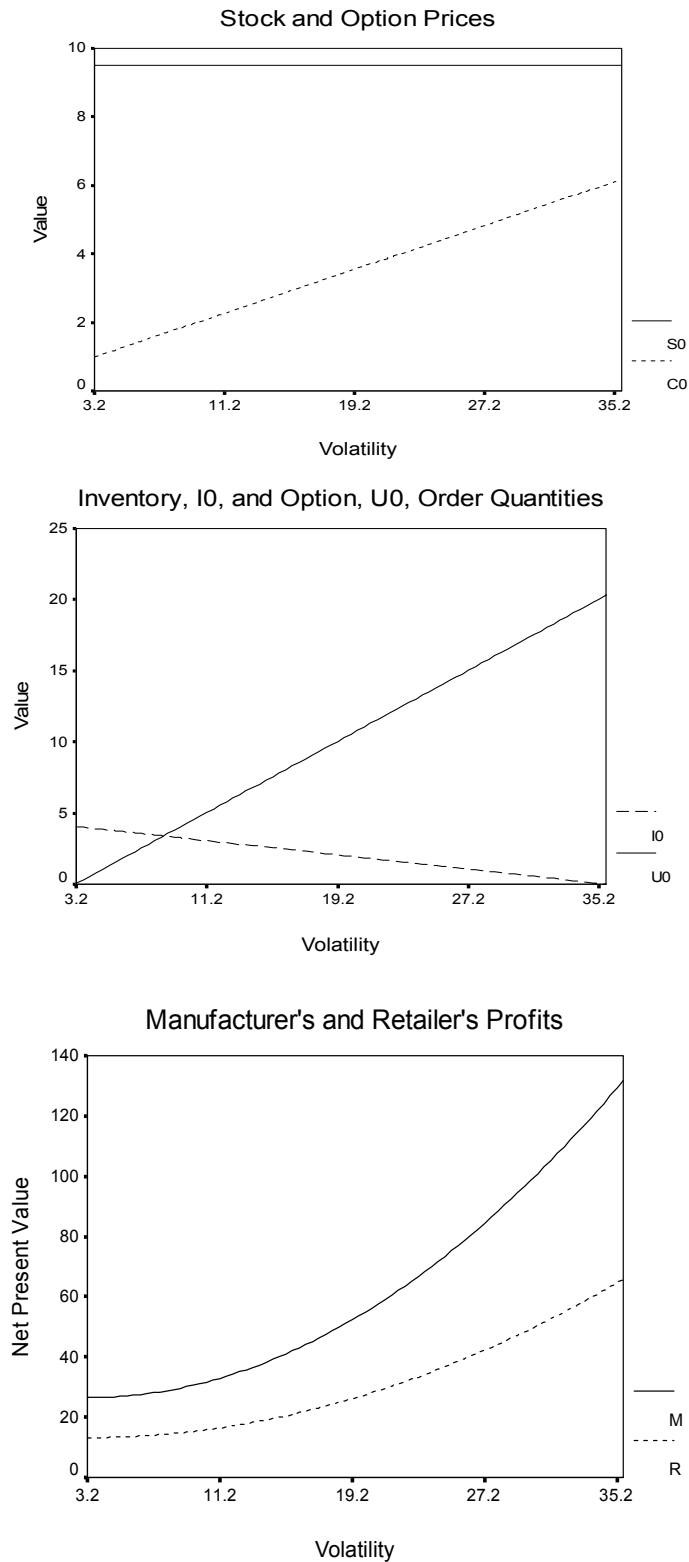 Stock and Option Prices
10
8
6
4
2
0
Value
3.2 11.2 19.2 27.2 35.2
Volatility
S0
C0
Inventory, I0, and Option, U0, Order Quantities
25
20
15
10
5
0
Value
3.2 11.2 19.2 27.2 35.2
Volatility
I0
U0
Manufacturer's and Retailer's Profits
140
120
100
80
60
40
20
0
Net Present Value
3.2 11.2 19.2 27.2 35.2
Volatility
M
R